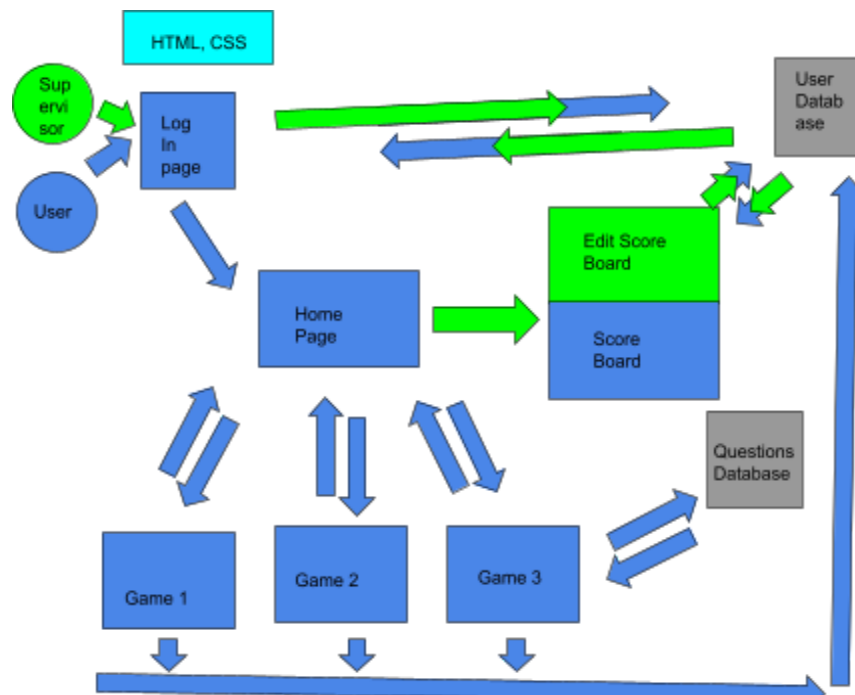 HTML, CSS
Sup
ervi
sor
Log
In
page
User
User
Datab
ase
Edit Score
Board
Home
Page
Score
Board
Questions
Database
Game 1
Game 2
Game 3